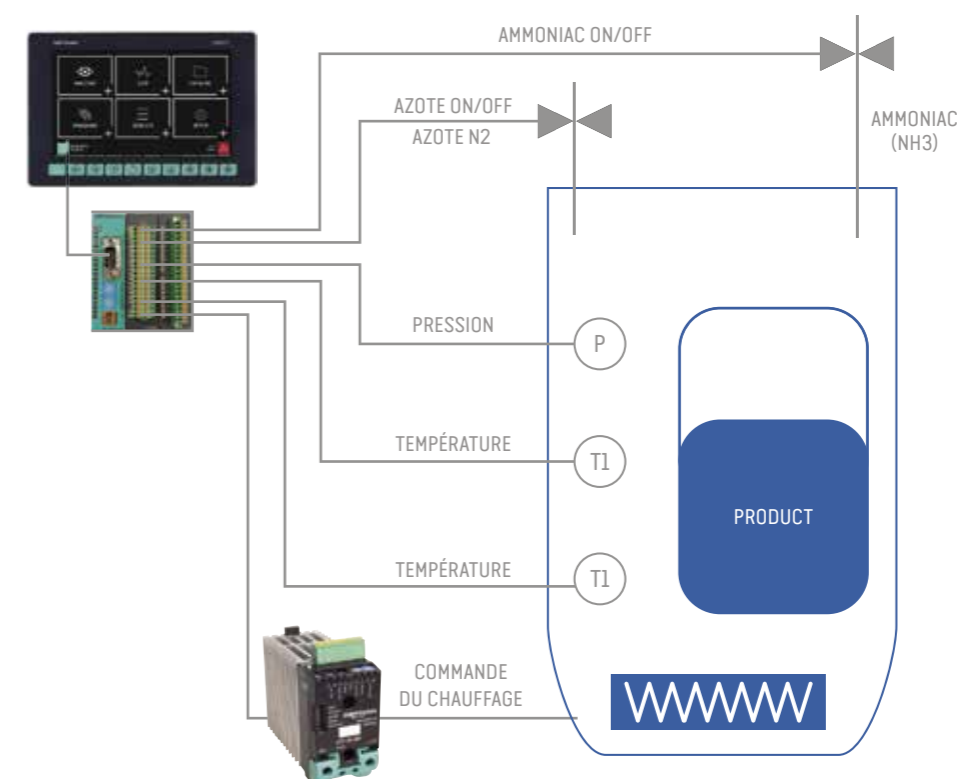 AMMONIAC ON/OFF
AZOTE ON/OFF
AZOTE N2
AMMONIAC
(NH3)
PRESSION
P
TEMPÉRATURE
T1
PRODUCT
TEMPÉRATURE
T1
COMMANDE
DU CHAUFFAGE